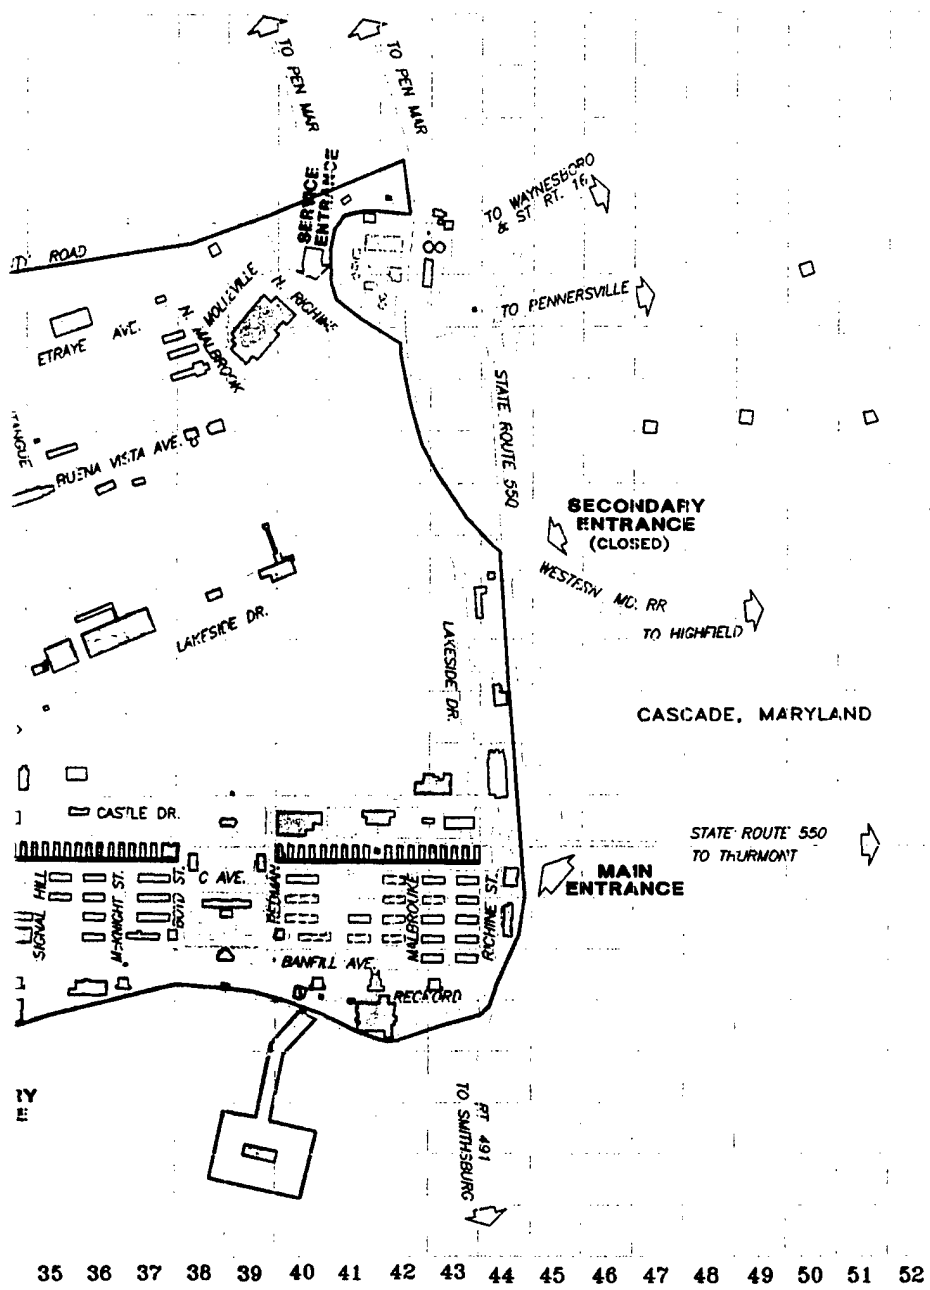 TO PEN MAR
TO PEN MAR
SERVICE
ENTRANCE
TO WAYNESBORO
& ST. RT. 16
ROAD
MOLLEVILLE
N. RICHINE
TO PENNERSVILLE
ETRAYE AVE.
N. MALBROOK
STATE ROUTE 550
BUENA VISTA AVE.
SECONDARY
ENTRANCE
(CLOSED)
WESTERN MD. RR
TO HIGHFIELD
LAKESIDE DR.
LAKESIDE DR.
CASCADE, MARYLAND
CASTLE DR.
STATE ROUTE 550
TO THURMONT
MAIN
ENTRANCE
C AVE.
SIGNAL HILL
McKNIGHT ST.
BOYD ST.
REDMAN
MALBROUKE
RICHINE ST.
BANFILL AVE.
RECKORD
RY
RT 491
TO SMITHSBURG
35 36 37 38 39 40 41 42 43 44 45 46 47 48 49 50 51 52